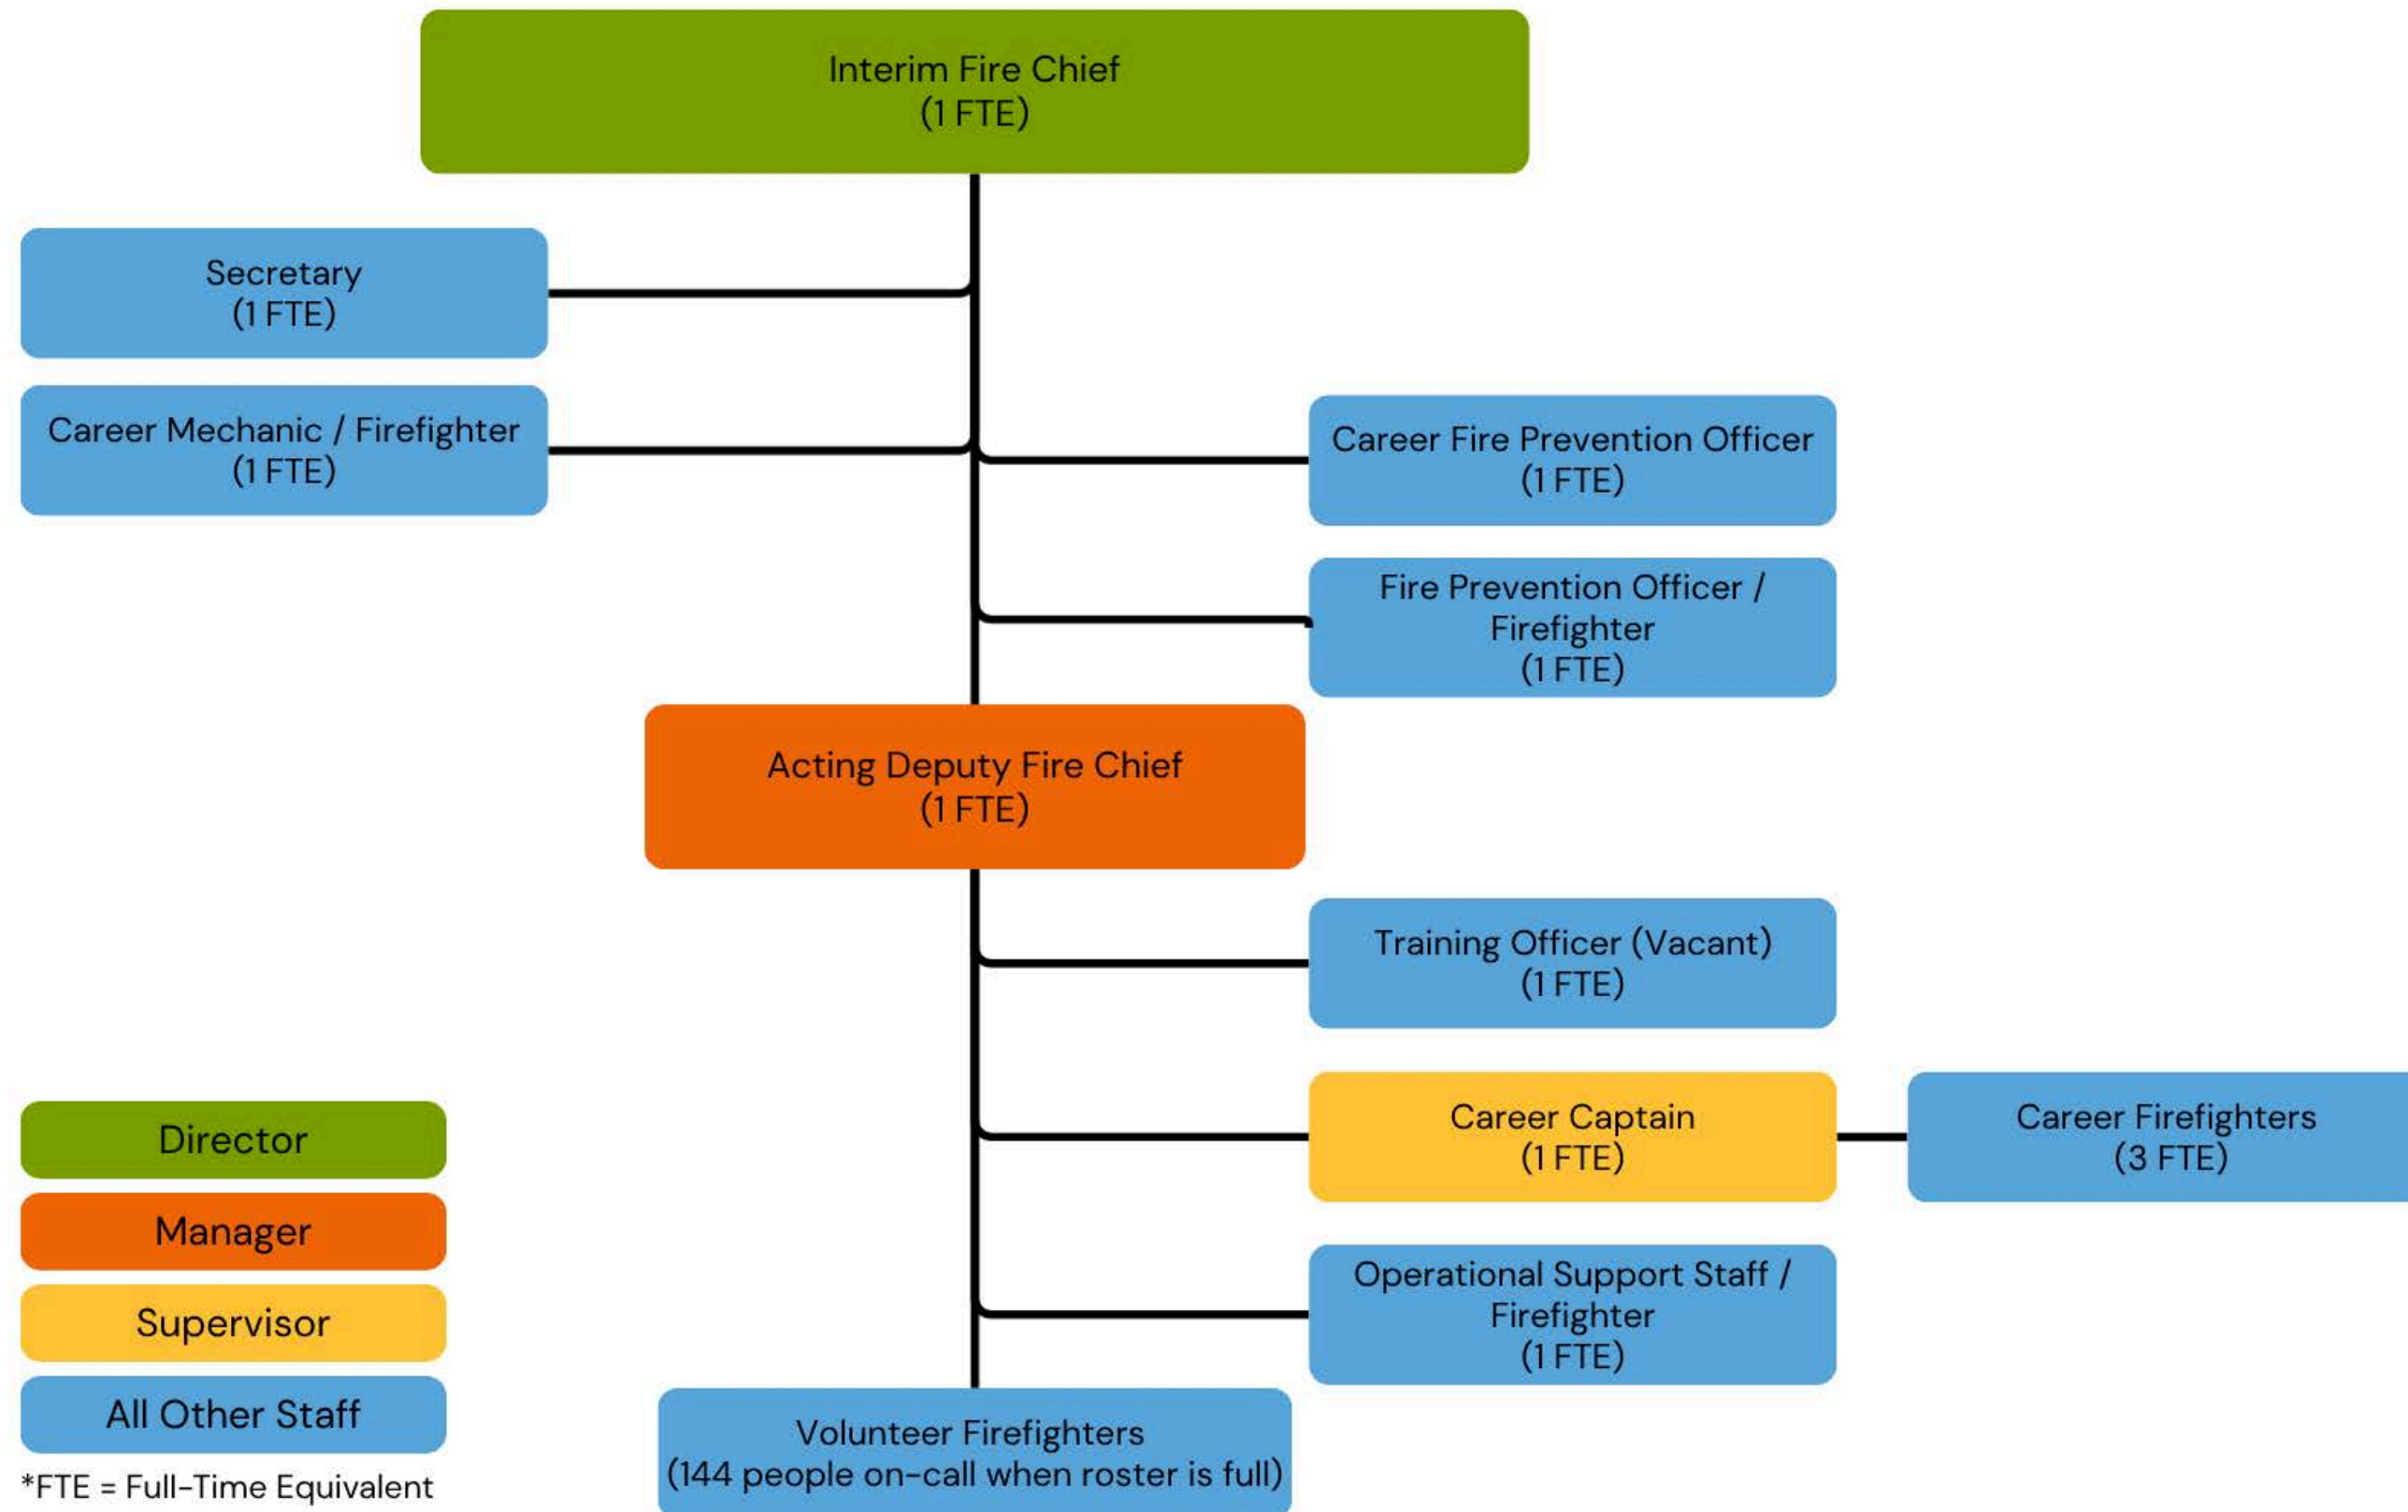 Interim Fire Chief
(1 FTE)
Secretary
(1 FTE)
Career Mechanic / Firefighter
(1 FTE)
Career Fire Prevention Officer
(1 FTE)
Fire Prevention Officer /
Firefighter
(1 FTE)
Acting Deputy Fire Chief
(1 FTE)
Training Officer (Vacant)
(1 FTE)
Career Captain
(1 FTE)
Career Firefighters
(3 FTE)
Operational Support Staff /
Firefighter
(1 FTE)
Volunteer Firefighters
(144 people on-call when roster is full)
Director
Manager
Supervisor
All Other Staff
*FTE = Full-Time Equivalent